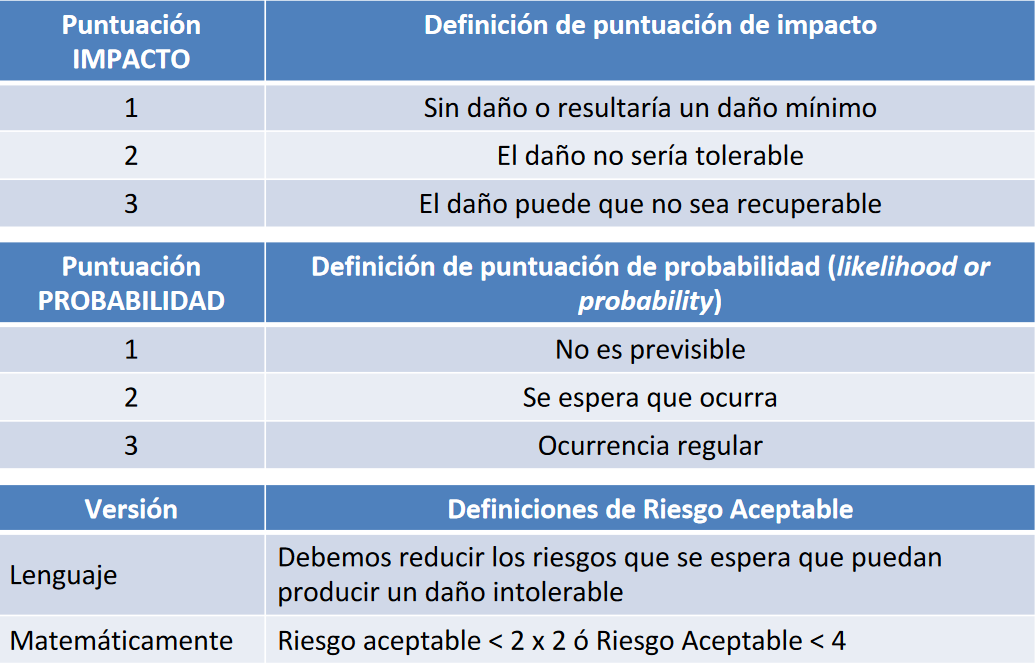 Puntuación IMPACTO
Definición de puntuación de impacto
1
Sin daño o resultaría un daño mínimo
2
El daño no sería tolerable
3
El daño puede que no sea recuperable
Puntuación PROBABILIDAD
Definición de puntuación de probabilidad (likelihood or
probability)
1
No es previsible
2
Se espera que ocurra
3
Ocurrencia regular
Versión
Definiciones de Riesgo Aceptable
Lenguaje
Debemos reducir los riesgos que se espera que puedan
producir un daño intolerable
Matemáticamente
Riesgo aceptable < 2 x 2 ó Riesgo Aceptable < 4